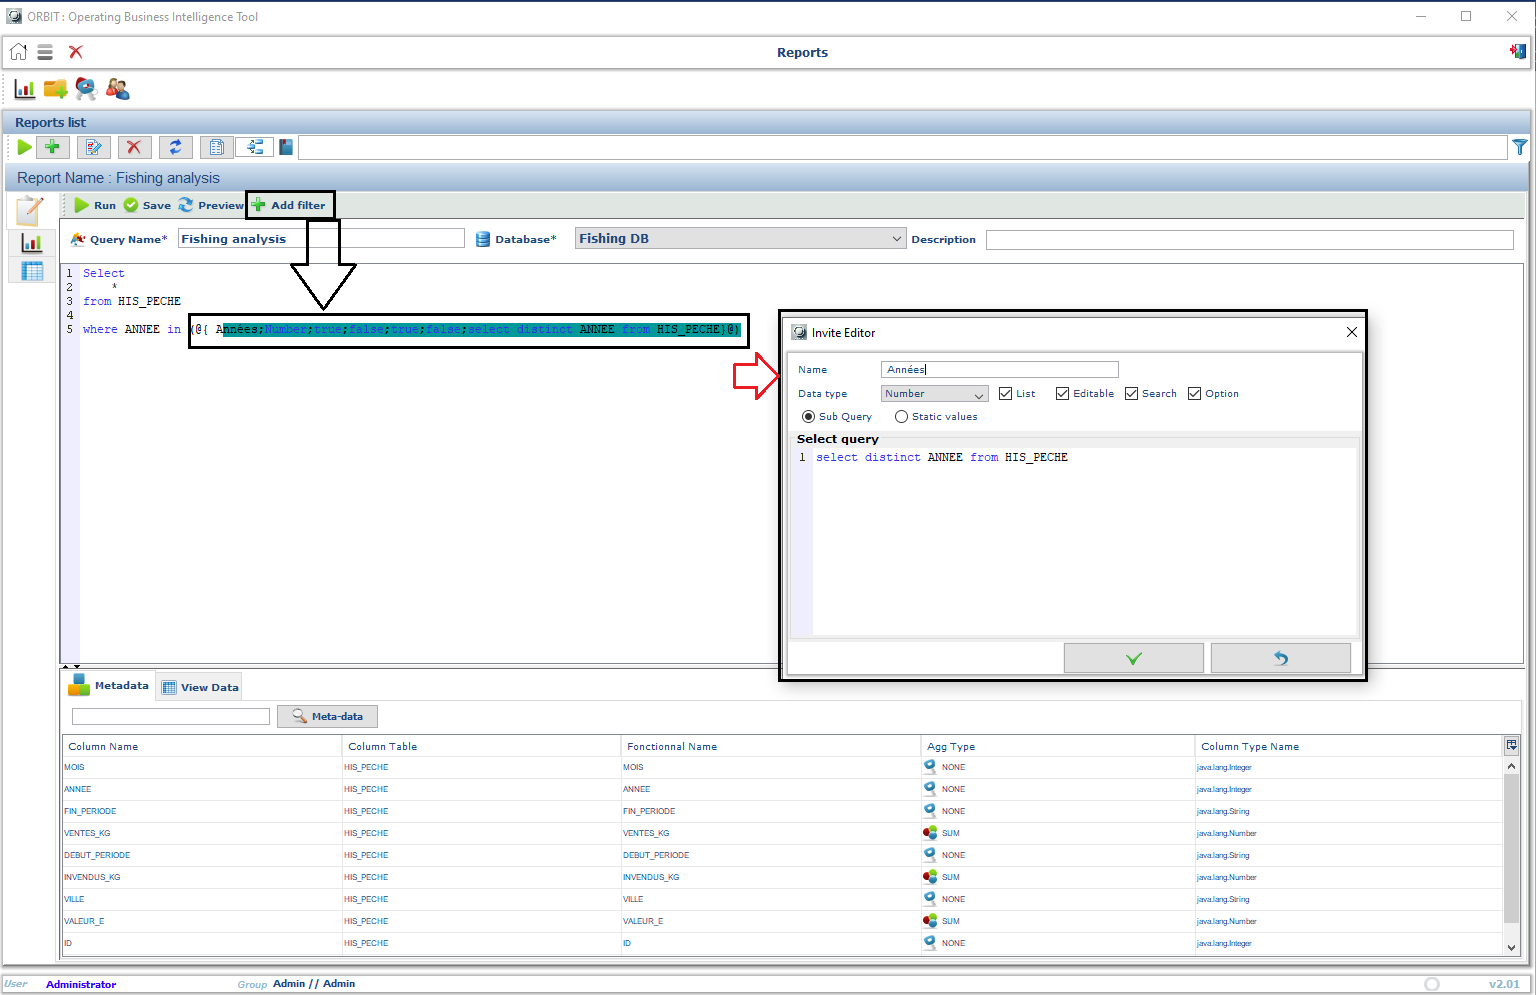 ORBIT : Operating Business Intelligence Tool
Reports
Reports list
Report Name : Fishing analysis
Run Save Preview Add filter
Query Name* Fishing analysis Database* Fishing DB Description
1 Select
2 *
3 from HIS_PECHE
4
5 where ANNEE in (@{ Années;Number;true;false;true;false;select distinct ANNEE from HIS_PECHE}@)
Invite Editor
Name Années
Data type Number List Editable Search Option
Sub Query Static values
Select query
1 select distinct ANNEE from HIS_PECHE
Metadata View Data
Meta-data
Column Name Column Table Fonctionnal Name Agg Type Column Type Name
MOIS HIS_PECHE MOIS NONE java.lang.Integer
ANNEE HIS_PECHE ANNEE NONE java.lang.Integer
FIN_PERIODE HIS_PECHE FIN_PERIODE NONE java.lang.String
VENTES_KG HIS_PECHE VENTES_KG SUM java.lang.Number
DEBUT_PERIODE HIS_PECHE DEBUT_PERIODE NONE java.lang.String
INVENDUS_KG HIS_PECHE INVENDUS_KG SUM java.lang.Number
VILLE HIS_PECHE VILLE NONE java.lang.String
VALEUR_E HIS_PECHE VALEUR_E SUM java.lang.Number
ID HIS_PECHE ID NONE java.lang.Integer
User Administrator Group Admin // Admin v2.01